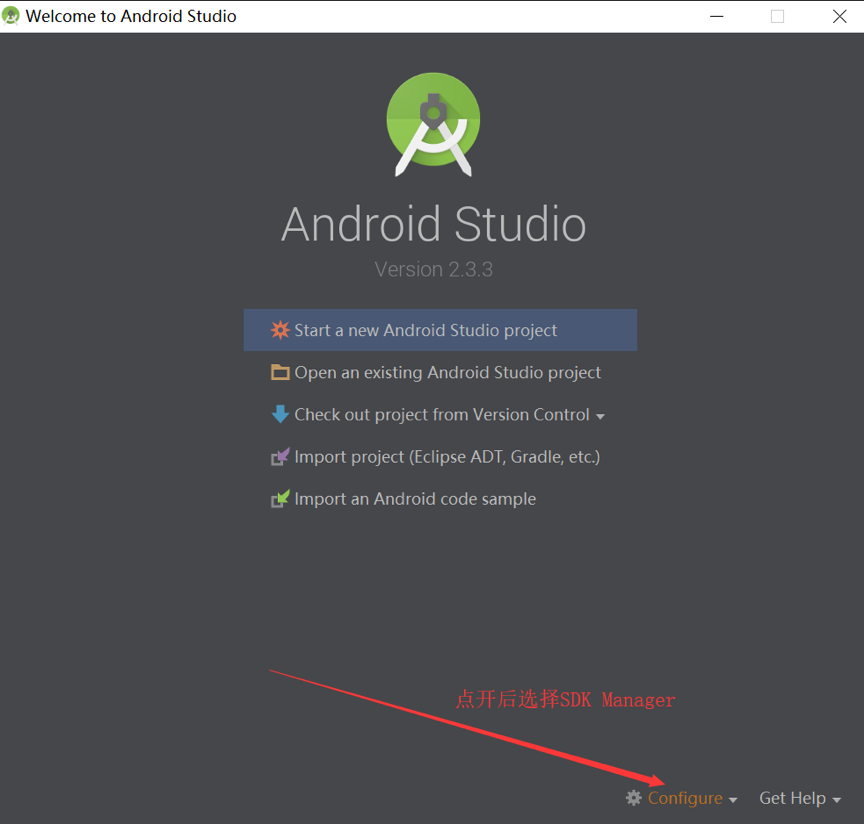 Welcome to Android Studio
Android Studio
Version 2.3.3
Start a new Android Studio project
Open an existing Android Studio project
Check out project from Version Control
Import project (Eclipse ADT, Gradle, etc.)
Import an Android code sample
点开后选择SDK Manager
Configure Get Help